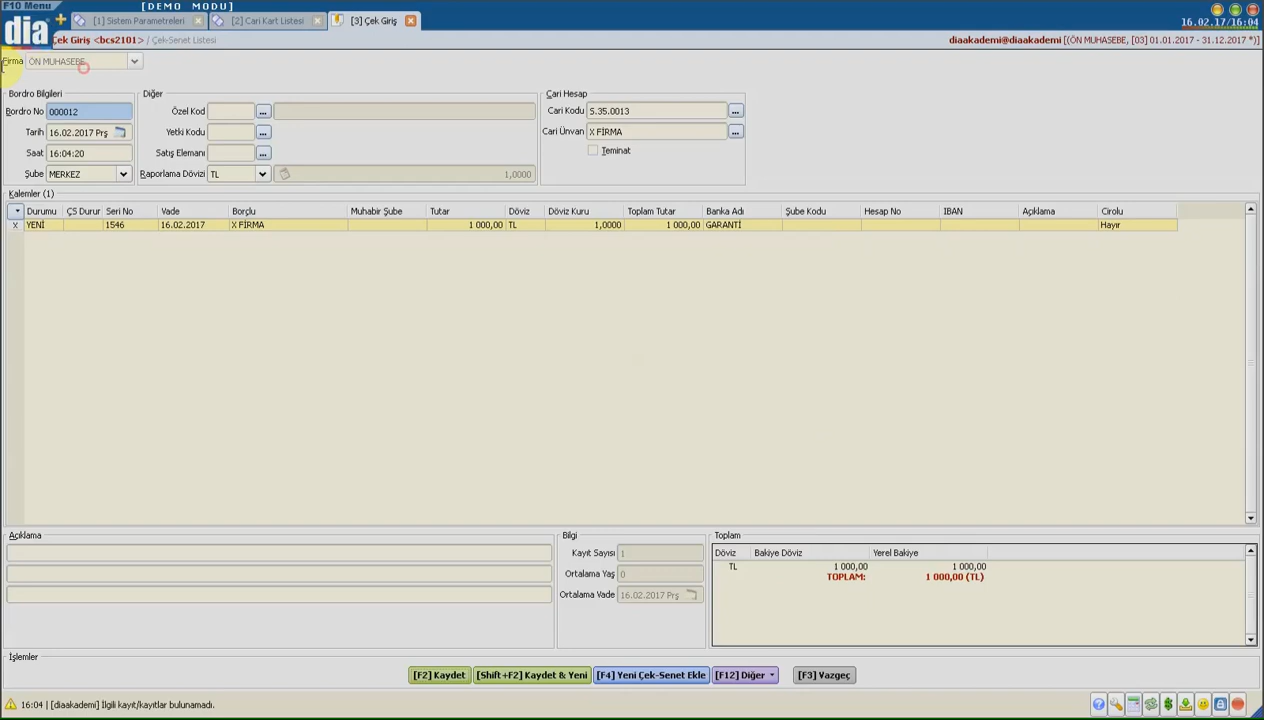 F10 Menu
[DEMO MODU]
dia
[1] Sistem Parametreleri
[2] Cari Kart Listesi
[3] Çek Giriş
16.02.17/16:04
Çek Giriş <bcs2101> / Çek-Senet Listesi
diaakademi@diaakademi [(ÖN MUHASEBE, [03] 01.01.2017 - 31.12.2017 *)]
Firma ÖN MUHASEBE
Bordro Bilgileri
Diğer
Cari Hesap
Bordro No 000012
Özel Kod
Cari Kodu S.35.0013
Tarih 16.02.2017 Prş
Yetki Kodu
Cari Ünvan X FİRMA
Saat 16:04:20
Satış Elemanı
Teminat
Şube MERKEZ
Raporlama Dövizi TL
1,0000
Kalemler (1)
Durumu ÇS Durur Seri No Vade Borçlu Muhabir Şube Tutar Döviz Döviz Kuru Toplam Tutar Banka Adı Şube Kodu Hesap No IBAN Açıklama Cirolu
X YENİ 1546 16.02.2017 X FİRMA 1 000,00 TL 1,0000 1 000,00 GARANTİ Hayır
Açıklama
Bilgi
Toplam
Kayıt Sayısı 1
Ortalama Yaş 0
Ortalama Vade 16.02.2017 Prş
Döviz Bakiye Döviz Yerel Bakiye
TL 1 000,00 1 000,00
TOPLAM: 1 000,00 (TL)
İşlemler
[F2] Kaydet
[Shift+F2] Kaydet & Yeni
[F4] Yeni Çek-Senet Ekle
[F12] Diğer
[F3] Vazgeç
16:04 | [diaakademi] İlgili kayıt/kayıtlar bulunamadı.